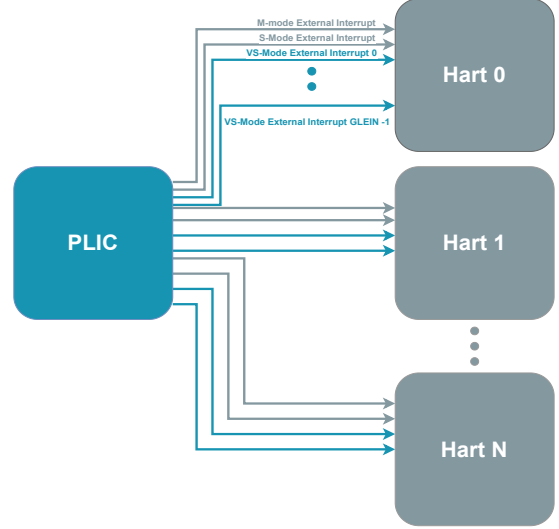 M-mode External Interrupt
S-Mode External Interrupt
VS-Mode External Interrupt 0
Hart 0
VS-Mode External Interrupt GLEIN -1
PLIC
Hart 1
Hart N